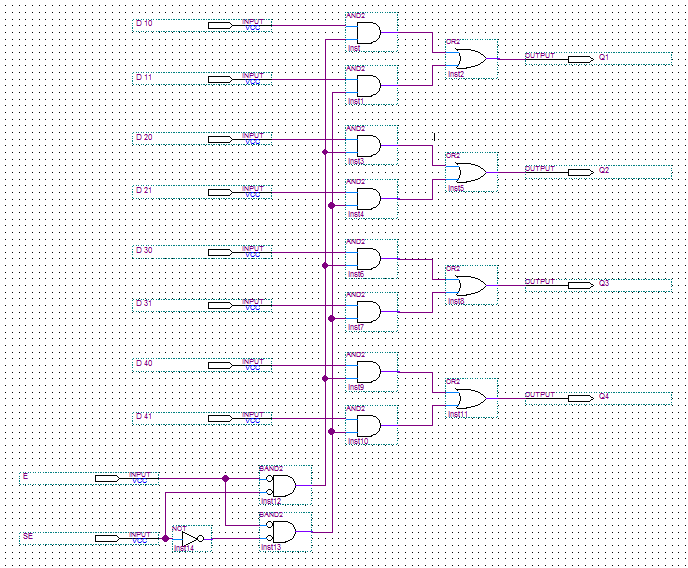 AND2
D 10 INPUT VCC
inst
OR2
OUTPUT Q1
inst2
AND2
D 11 INPUT VCC
inst1
AND2
D 20 INPUT VCC
inst3
OR2
OUTPUT Q2
inst5
AND2
D 21 INPUT VCC
inst4
AND2
D 30 INPUT VCC
inst6
OR2
OUTPUT Q3
inst8
AND2
D 31 INPUT VCC
inst7
AND2
D 40 INPUT VCC
inst9
OR2
OUTPUT Q4
inst11
AND2
D 41 INPUT VCC
inst10
BAND2
E INPUT VCC
inst12
BAND2
SE INPUT VCC
NOT
inst14
inst13